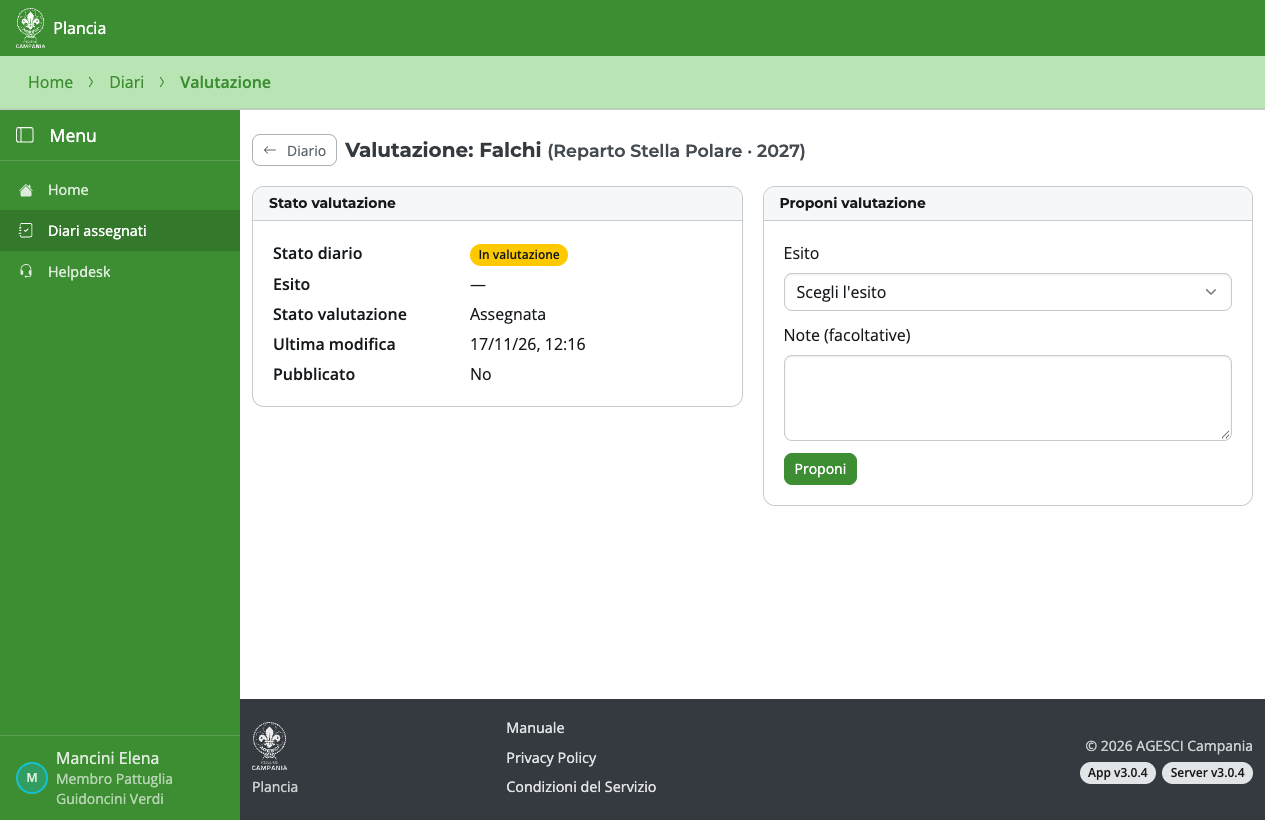 CAMPANIA
Plancia
Home
Diari
Valutazione
Menu
Home
Diari assegnati
Helpdesk
Diario
Valutazione: Falchi (Reparto Stella Polare · 2027)
Stato valutazione
Stato diario
In valutazione
Esito
—
Stato valutazione
Assegnata
Ultima modifica
17/11/26, 12:16
Pubblicato
No
Proponi valutazione
Esito
Scegli l'esito
Note (facoltative)
Proponi
M
Mancini Elena
Membro Pattuglia
Guidoncini Verdi
CAMPANIA
Plancia
Manuale
Privacy Policy
Condizioni del Servizio
© 2026 AGESCI Campania
App v3.0.4
Server v3.0.4